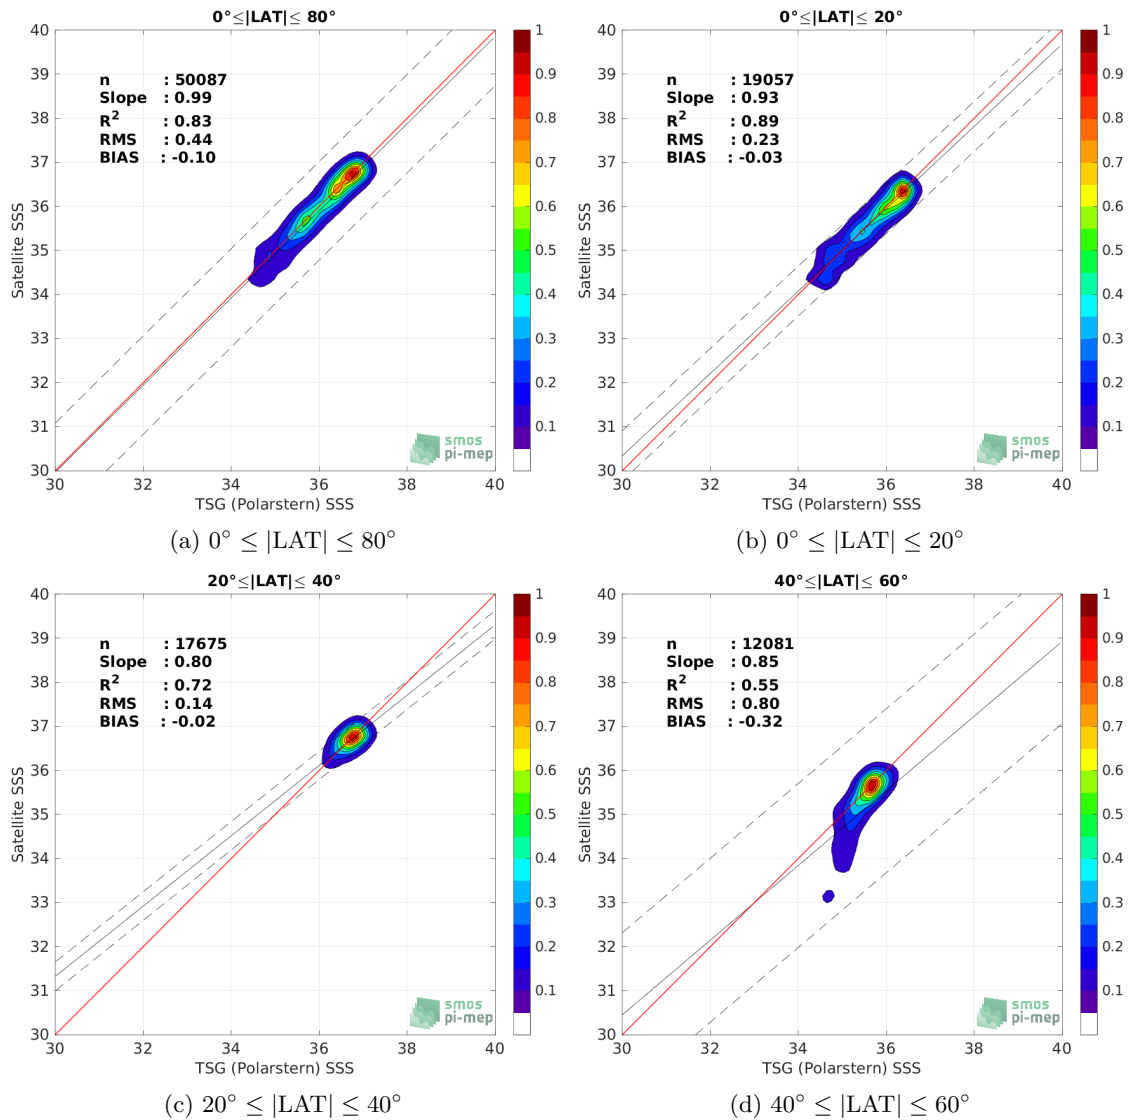 0°≤|LAT|≤ 80°
40
39
38
37
36
35
34
33
32
31
30
30 32 34 36 38 40
Satellite SSS
TSG (Polarstern) SSS
n : 50087
Slope : 0.99
R2 : 0.83
RMS : 0.44
BIAS : -0.10
smos
pi-mep
1
0.9
0.8
0.7
0.6
0.5
0.4
0.3
0.2
0.1
(a) 0° ≤ |LAT| ≤ 80°
0°≤|LAT|≤ 20°
40
39
38
37
36
35
34
33
32
31
30
30 32 34 36 38 40
Satellite SSS
TSG (Polarstern) SSS
n : 19057
Slope : 0.93
R2 : 0.89
RMS : 0.23
BIAS : -0.03
smos
pi-mep
1
0.9
0.8
0.7
0.6
0.5
0.4
0.3
0.2
0.1
(b) 0° ≤ |LAT| ≤ 20°
20°≤|LAT|≤ 40°
40
39
38
37
36
35
34
33
32
31
30
30 32 34 36 38 40
Satellite SSS
TSG (Polarstern) SSS
n : 17675
Slope : 0.80
R2 : 0.72
RMS : 0.14
BIAS : -0.02
smos
pi-mep
1
0.9
0.8
0.7
0.6
0.5
0.4
0.3
0.2
0.1
(c) 20° ≤ |LAT| ≤ 40°
40°≤|LAT|≤ 60°
40
39
38
37
36
35
34
33
32
31
30
30 32 34 36 38 40
Satellite SSS
TSG (Polarstern) SSS
n : 12081
Slope : 0.85
R2 : 0.55
RMS : 0.80
BIAS : -0.32
smos
pi-mep
1
0.9
0.8
0.7
0.6
0.5
0.4
0.3
0.2
0.1
(d) 40° ≤ |LAT| ≤ 60°